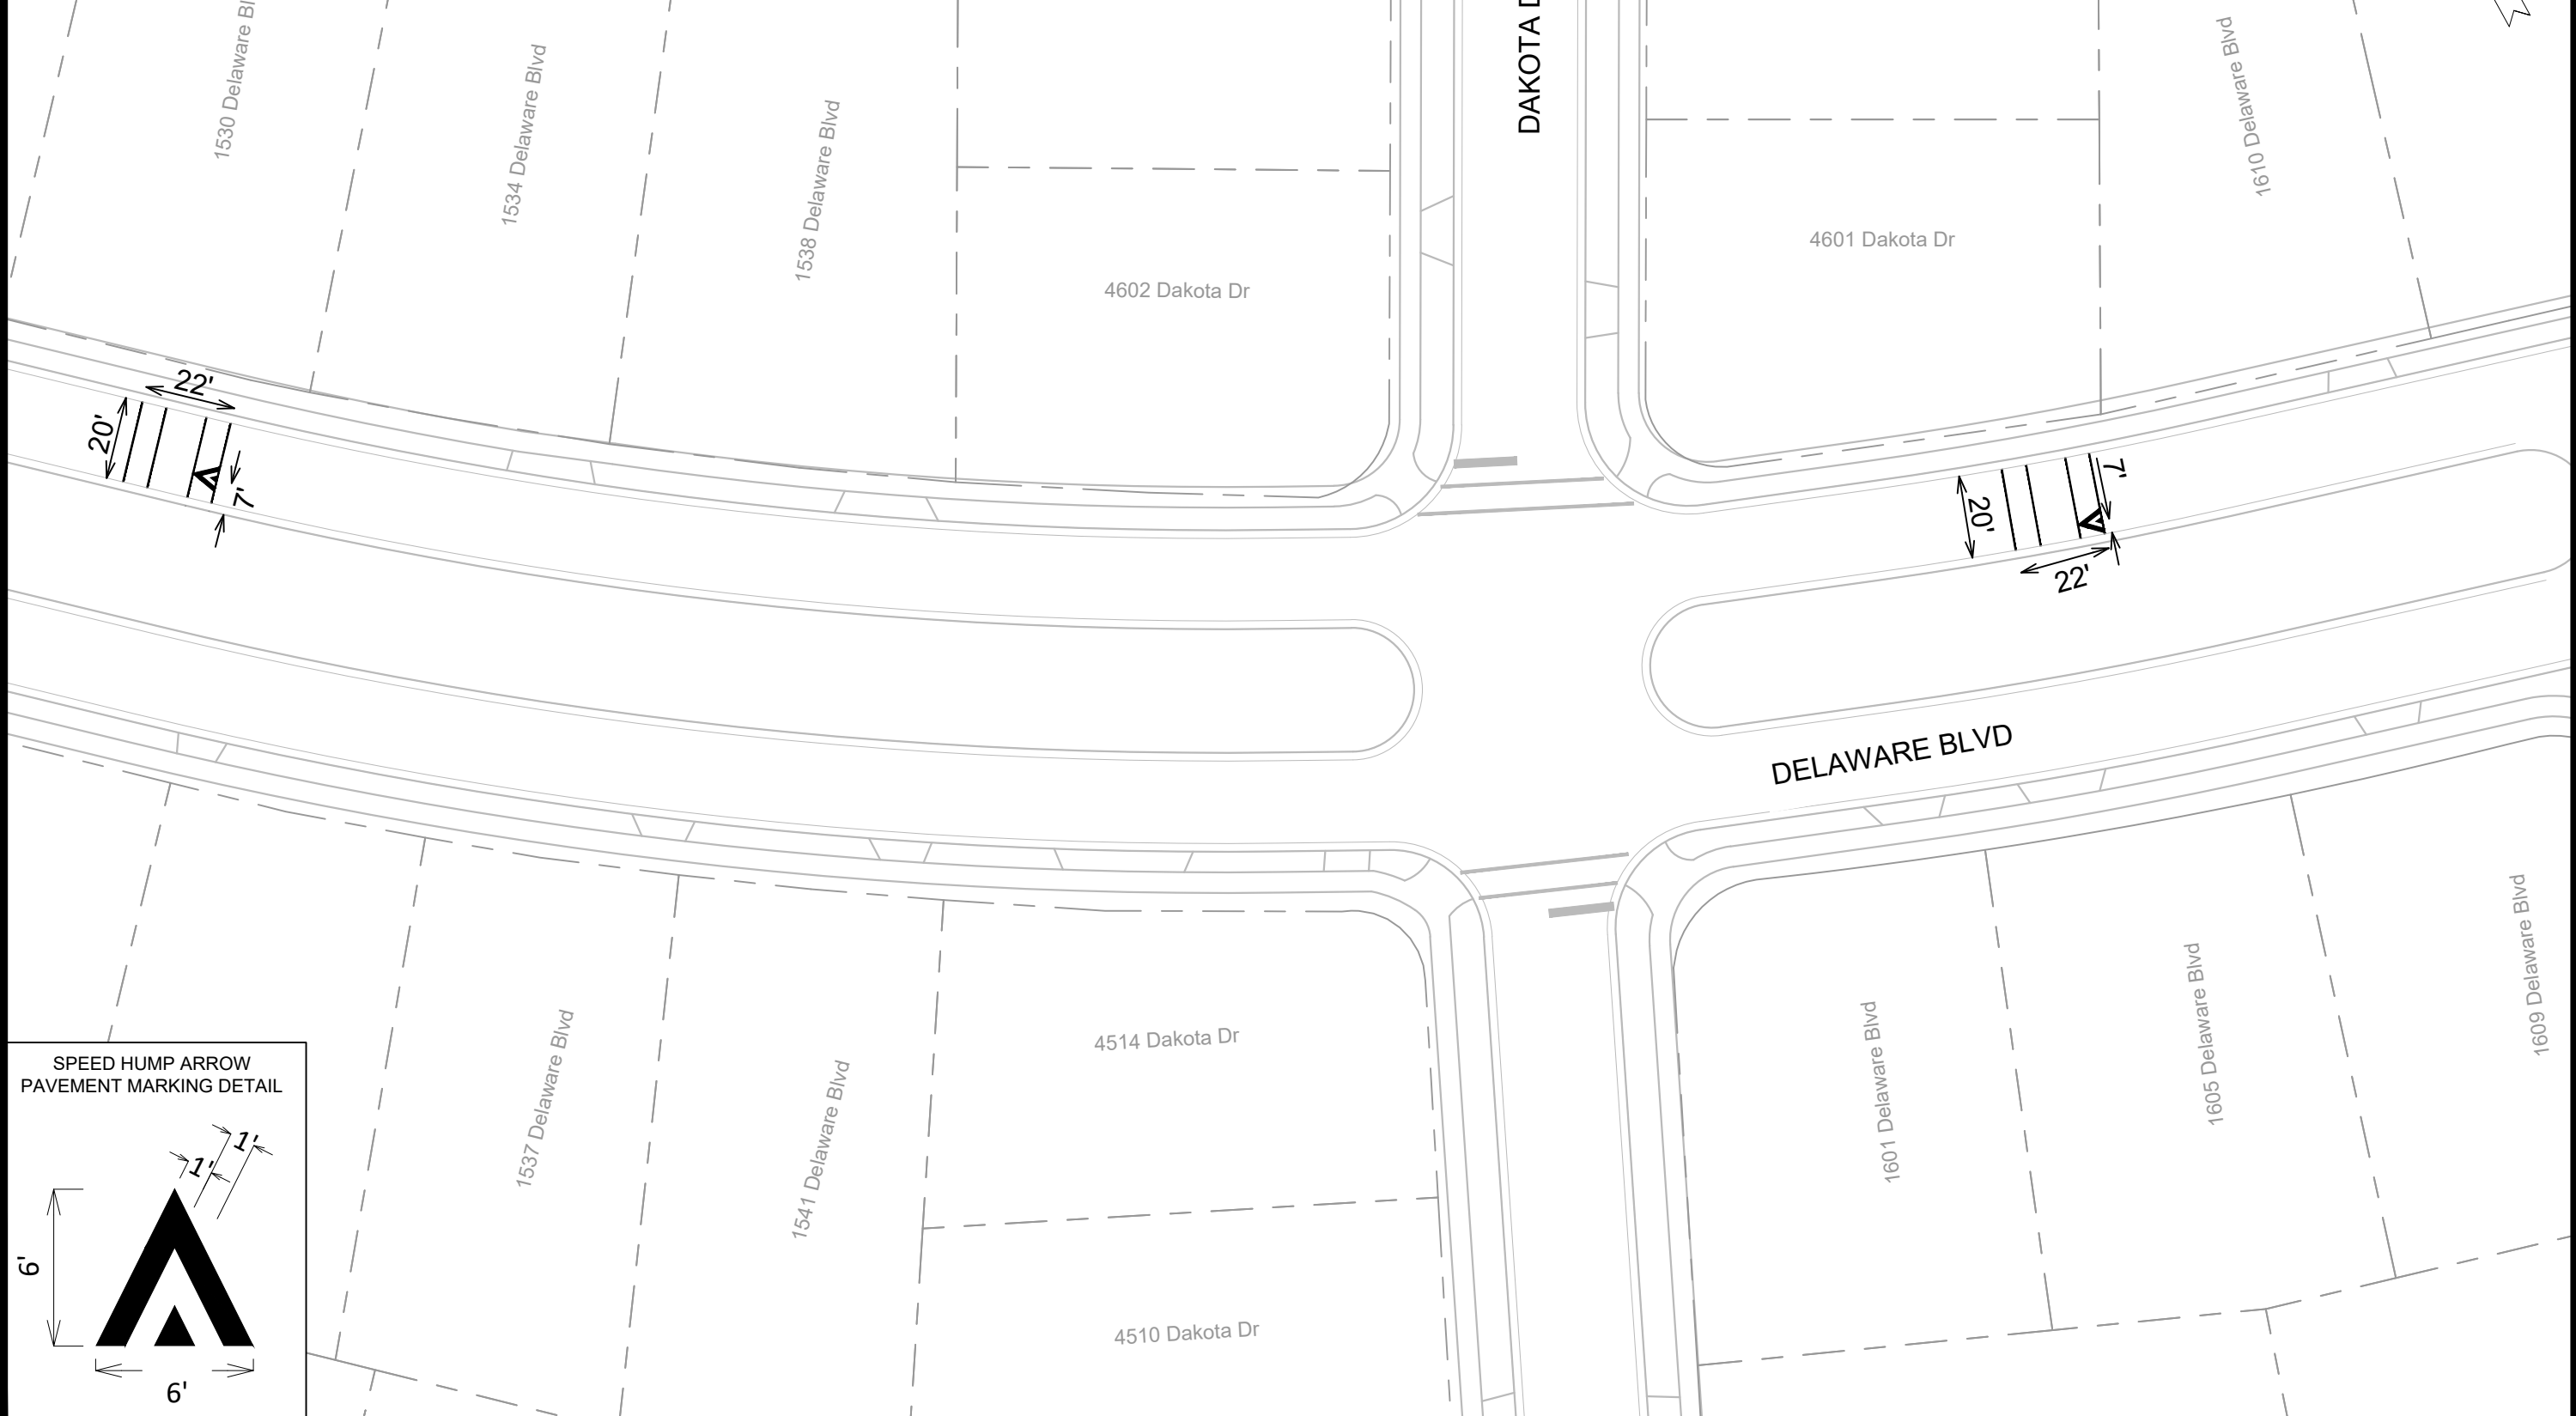 1530 Delaware Bl
1534 Delaware Blvd
1538 Delaware Blvd
4602 Dakota Dr
DAKOTA D
4601 Dakota Dr
1610 Delaware Blvd
22'
20'
7'
7'
20'
22'
DELAWARE BLVD
1537 Delaware Blvd
1541 Delaware Blvd
4514 Dakota Dr
4510 Dakota Dr
1601 Delaware Blvd
1605 Delaware Blvd
1609 Delaware Blvd
SPEED HUMP ARROW
PAVEMENT MARKING DETAIL
1'
1'
6'
6'